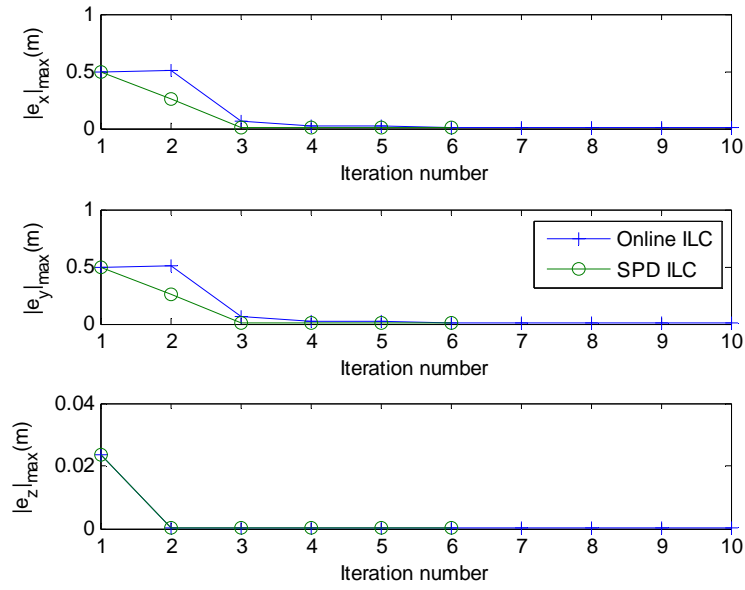 1
0.5
0
|e_x|_max(m)
1 2 3 4 5 6 7 8 9 10
Iteration number
1
0.5
0
|e_y|_max(m)
Online ILC
SPD ILC
1 2 3 4 5 6 7 8 9 10
Iteration number
0.04
0.02
0
|e_z|_max(m)
1 2 3 4 5 6 7 8 9 10
Iteration number